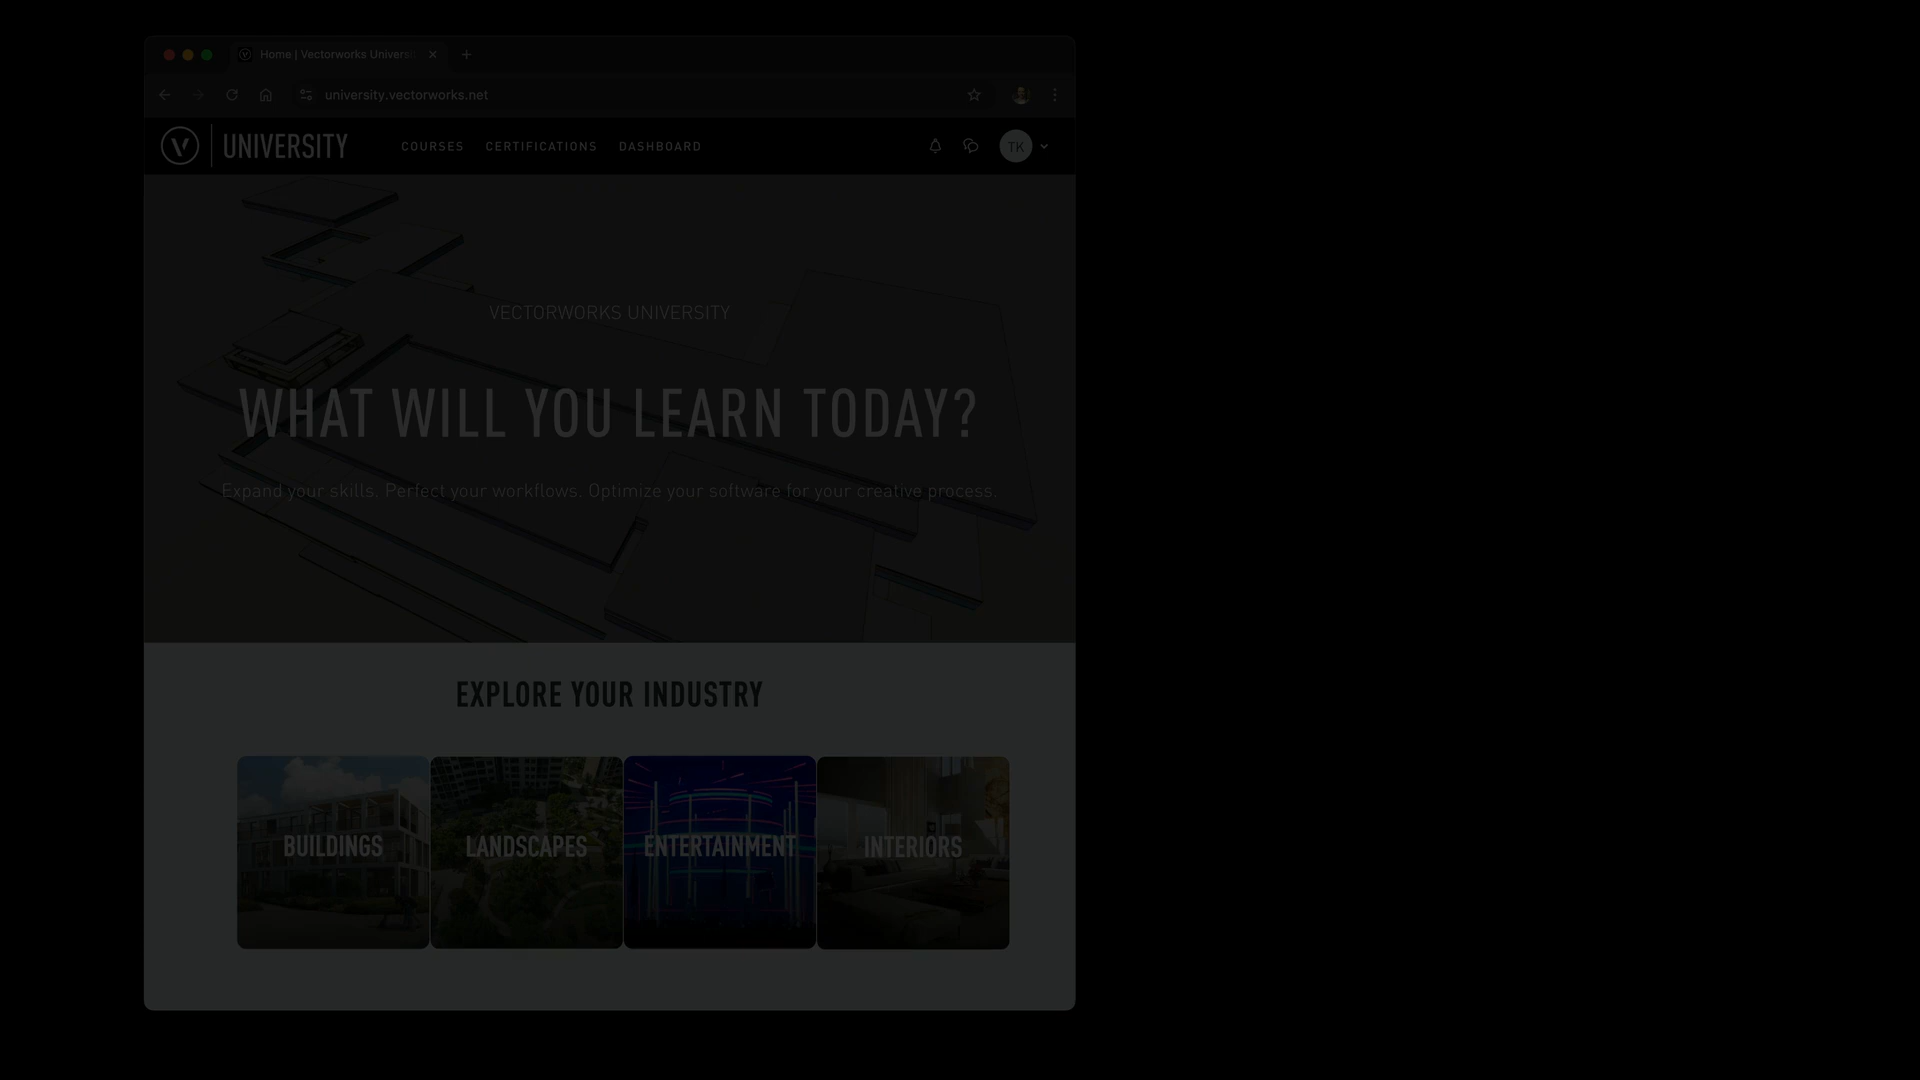 Home | Vectorworks Universi
university.vectorworks.net
UNIVERSITY
COURSES CERTIFICATIONS DASHBOARD
TK
VECTORWORKS UNIVERSITY
WHAT WILL YOU LEARN TODAY?
Expand your skills. Perfect your workflows. Optimize your software for your creative process.
EXPLORE YOUR INDUSTRY
BUILDINGS
LANDSCAPES
ENTERTAINMENT
INTERIORS